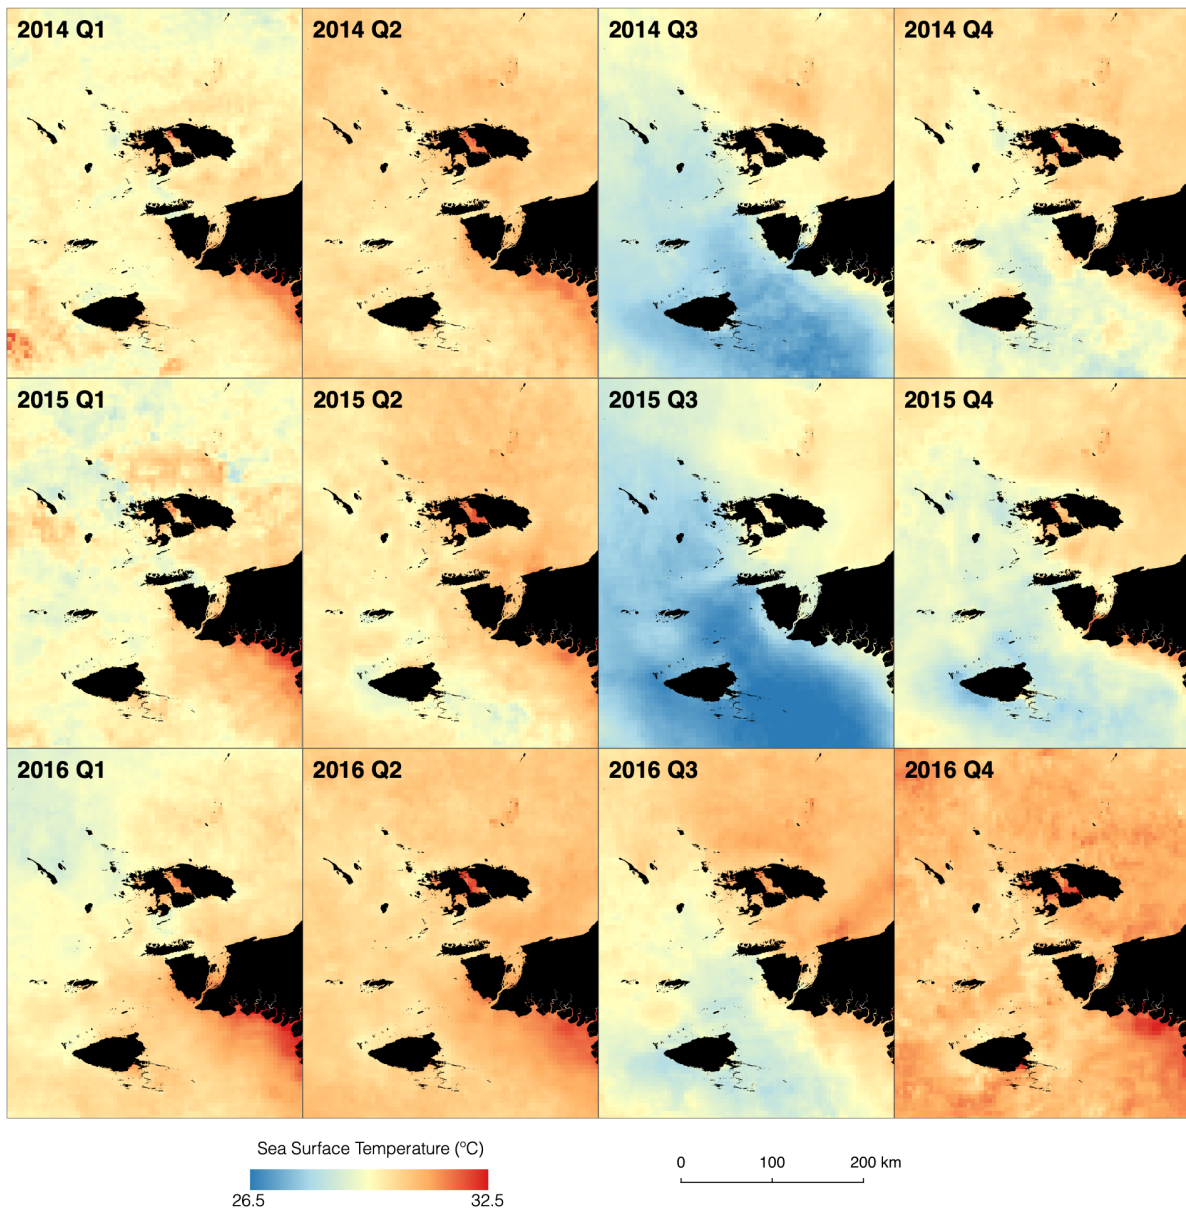 2014 Q1
2014 Q2
2014 Q3
2014 Q4
2015 Q1
2015 Q2
2015 Q3
2015 Q4
2016 Q1
2016 Q2
2016 Q3
2016 Q4
Sea Surface Temperature (°C)
26.5 32.5
0 100 200 km